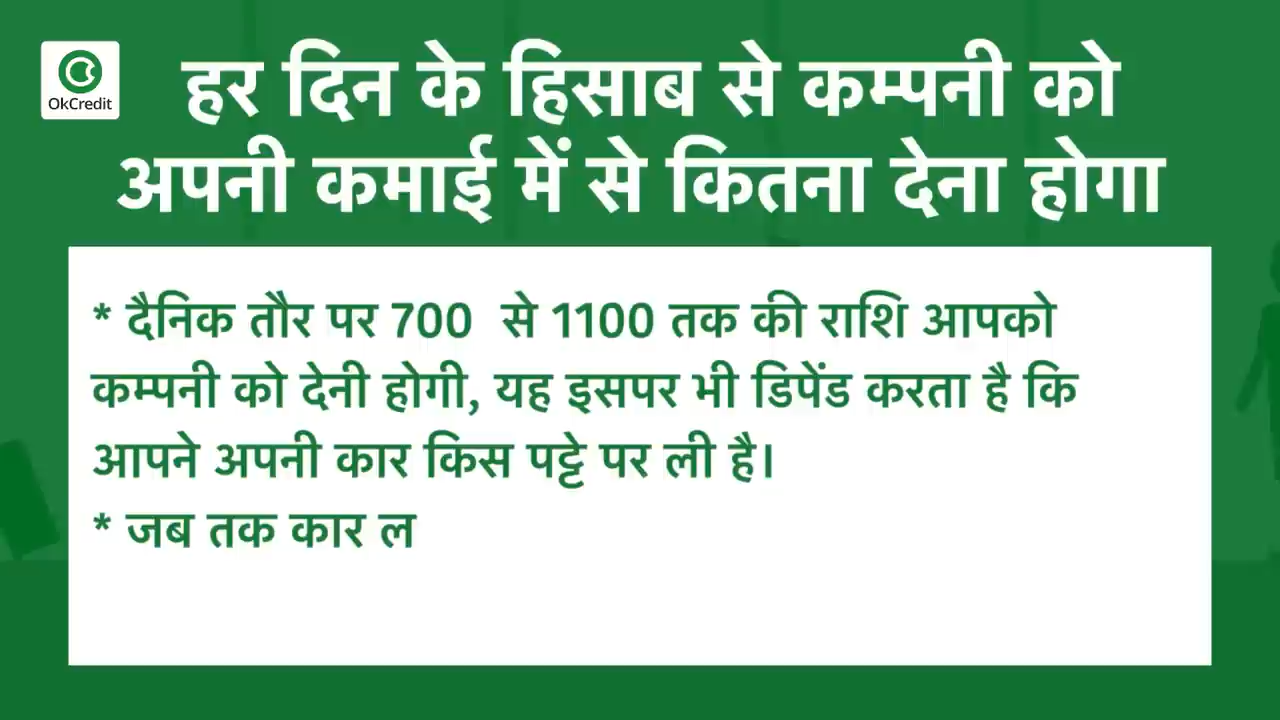 OkCredit
हर दिन के हिसाब से कम्पनी को
अपनी कमाई में से कितना देना होगा
* दैनिक तौर पर 700 से 1100 तक की राशि आपको
कम्पनी को देनी होगी, यह इसपर भी डिपेंड करता है कि
आपने अपनी कार किस पट्टे पर ली है।
* जब तक कार ल